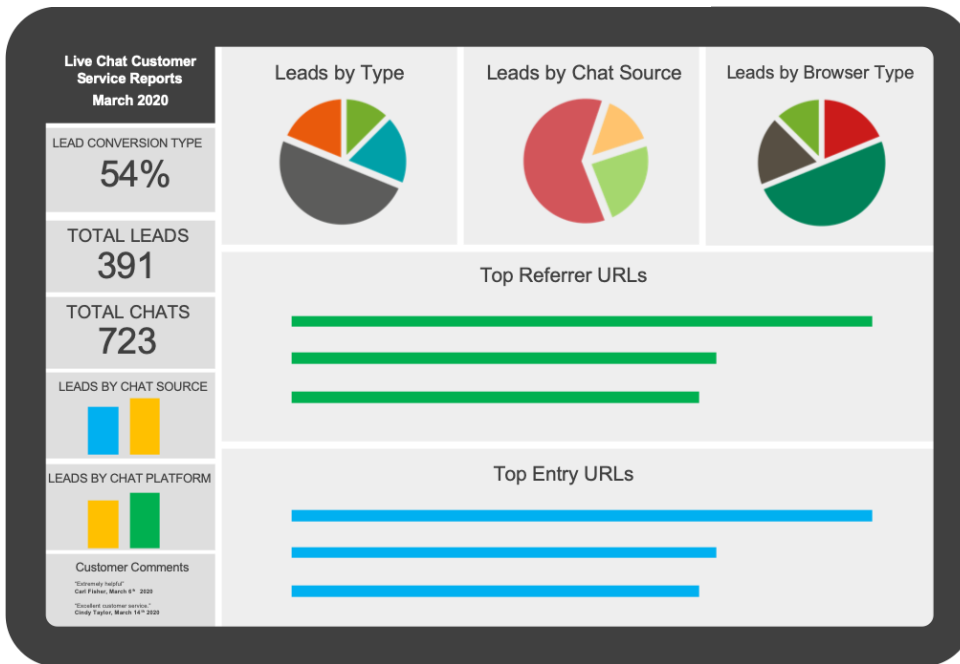 Live Chat Customer
Service Reports
March 2020
LEAD CONVERSION TYPE
54%
TOTAL LEADS
391
TOTAL CHATS
723
LEADS BY CHAT SOURCE
LEADS BY CHAT PLATFORM
Customer Comments
"Extremely helpful"
Carl Fisher, March 6th 2020
"Excellent customer service."
Cindy Taylor, March 14th 2020
Leads by Type
Leads by Chat Source
Leads by Browser Type
Top Referrer URLs
Top Entry URLs